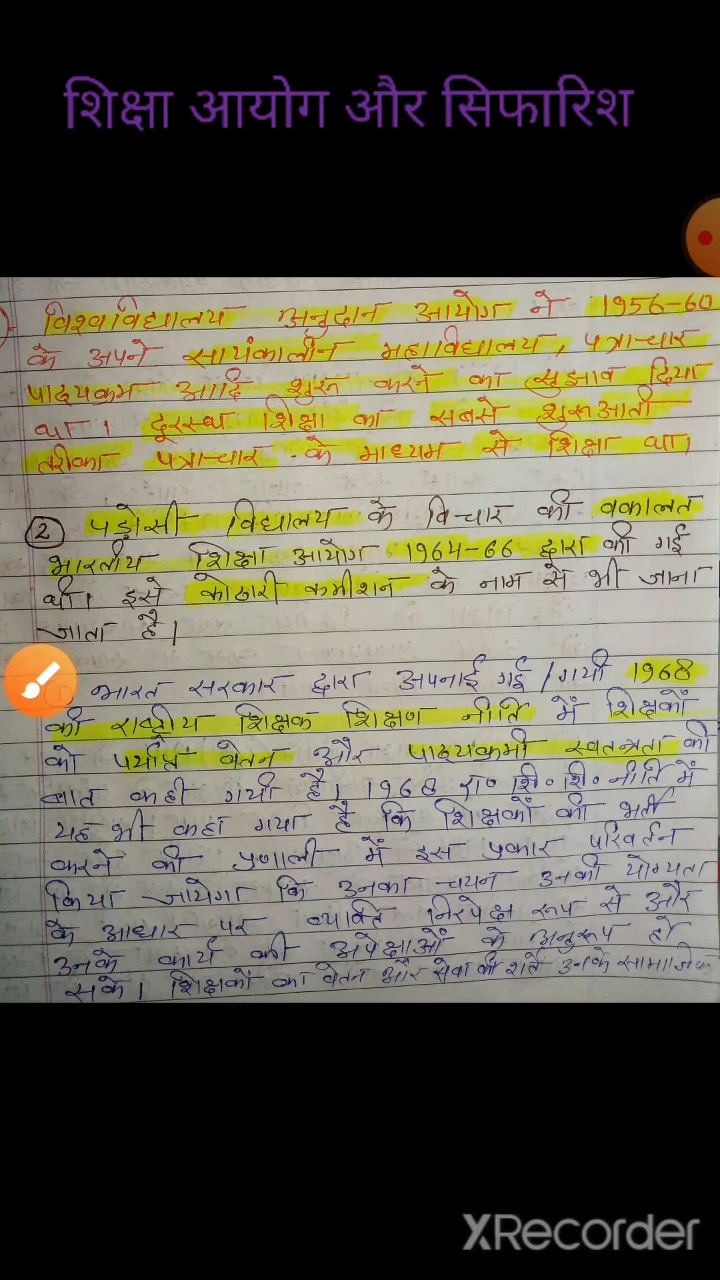 शिक्षा आयोग और सिफारिश
विश्वविद्यालय अनुदान आयोग ने 1956-60
के अपने सायंकालीन महाविद्यालय, पत्राचार
पाठ्यक्रम आदि शुरू करने का सुझाव दिया
था। दूरस्थ शिक्षा का सबसे शुरुआती
तरीका पत्राचार के माध्यम से शिक्षा था।
2 पड़ोसी विद्यालय के विचार की वकालत
भारतीय शिक्षा आयोग 1964-66 द्वारा की गई
थी। इसे कोठारी कमीशन के नाम से भी जाना
जाता है।
भारत सरकार द्वारा अपनाई गई/गयी 1968
की राष्ट्रीय शिक्षक शिक्षण नीति में शिक्षकों
को पर्याप्त वेतन और पाठ्यक्रमी स्वतन्त्रता की
बात कही गयी है। 1968 रा० शि० शि० नीति में
यह भी कहा गया है कि शिक्षकों की भर्ती
करने की प्रणाली में इस प्रकार परिवर्तन
किया जायेगा कि उनका चयन उनकी योग्यता
के आधार पर व्यक्ति निरपेक्ष रूप से और
उनके कार्य की अपेक्षाओं के अनुरूप हो
सके। शिक्षकों का वेतन और सेवा की शर्ते उनके सामाजिक
XRecorder